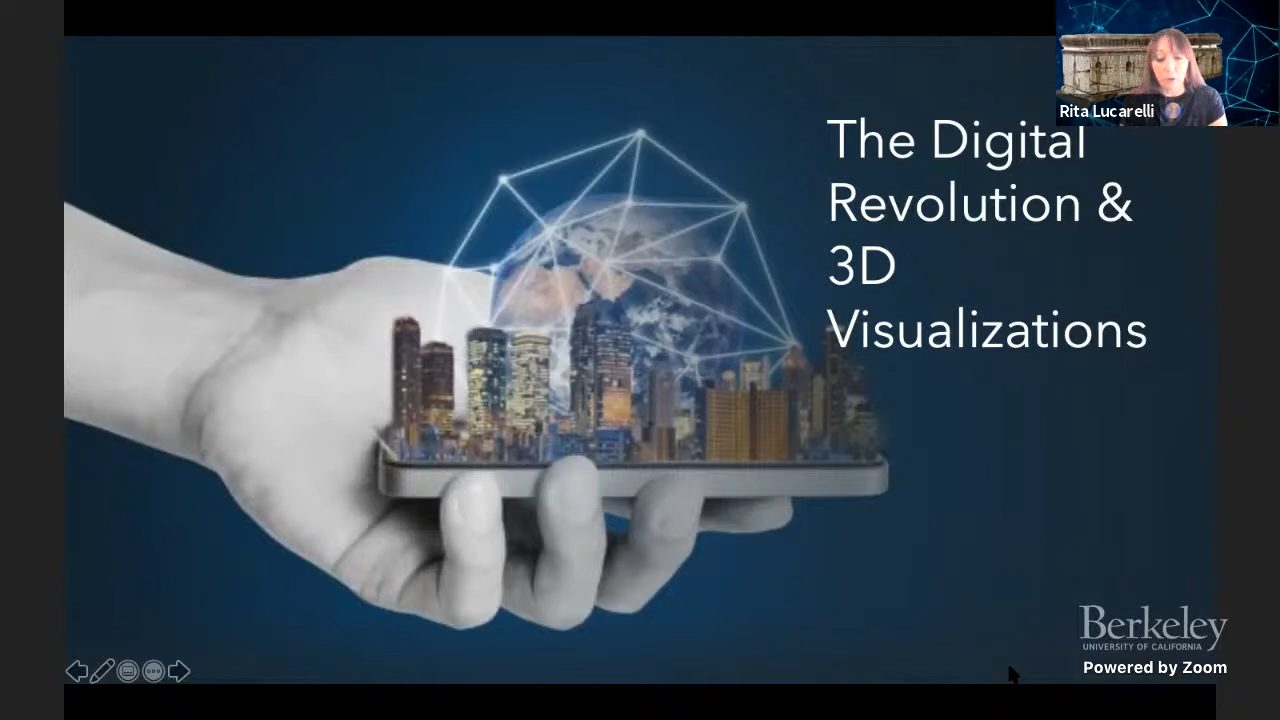 Rita Lucarelli
The Digital
Revolution &
3D
Visualizations
Berkeley
UNIVERSITY OF CALIFORNIA
Powered by Zoom